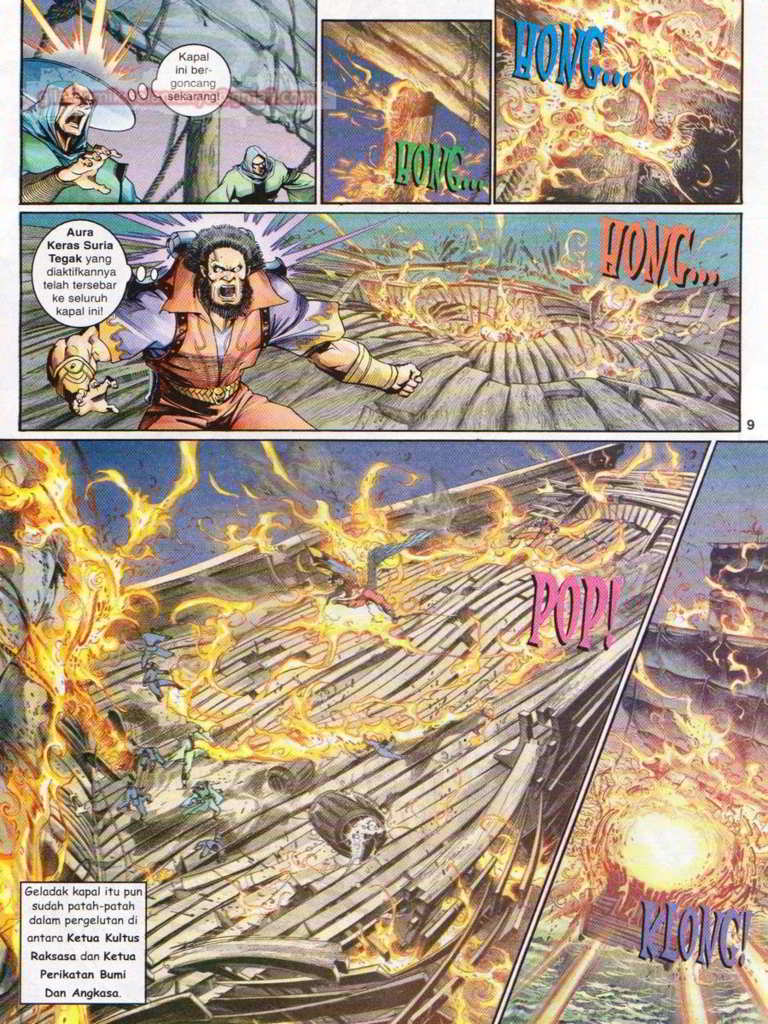 Kapal
ini ber-
goncang
sekarang!
HONG...
HONG...
Aura
Keras Suria
Tegak yang
diaktifkannya
telah tersebar
ke seluruh
kapal ini!
HONG...
9
POP!
Geladak kapal itu pun
sudah patah-patah
dalam pergelutan di
antara Ketua Kultus
Raksasa dan Ketua
Perikatan Bumi
Dan Angkasa.
KLONG!